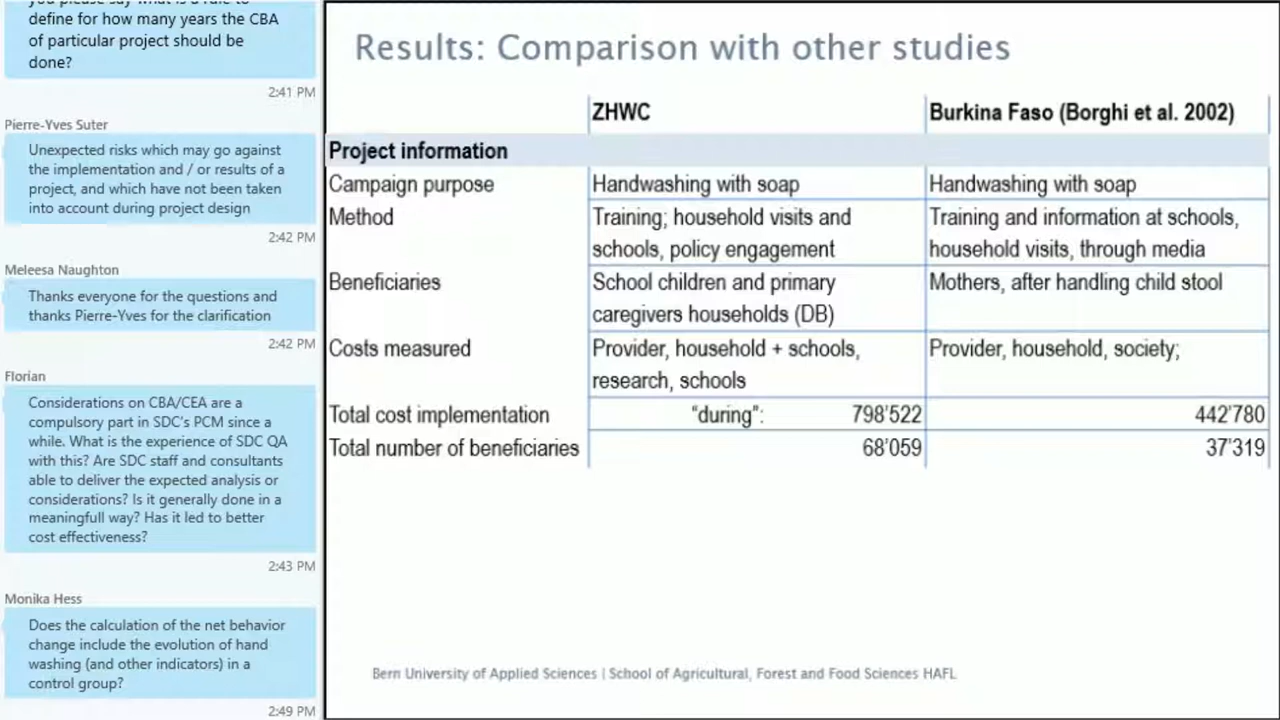 you please say what is a rule to
define for how many years the CBA
of particular project should be
done?
2:41 PM
Pierre-Yves Suter
Unexpected risks which may go against
the implementation and / or results of a
project, and which have not been taken
into account during project design
2:42 PM
Meleesa Naughton
Thanks everyone for the questions and
thanks Pierre-Yves for the clarification
2:42 PM
Florian
Considerations on CBA/CEA are a
compulsory part in SDC's PCM since a
while. What is the experience of SDC QA
with this? Are SDC staff and consultants
able to deliver the expected analysis or
considerations? Is it generally done in a
meaningfull way? Has it led to better
cost effectiveness?
2:43 PM
Monika Hess
Does the calculation of the net behavior
change include the evolution of hand
washing (and other indicators) in a
control group?
2:49 PM
Results: Comparison with other studies
ZHWC Burkina Faso (Borghi et al. 2002)
Project information
Campaign purpose Handwashing with soap Handwashing with soap
Method Training; household visits and Training and information at schools,
schools, policy engagement household visits, through media
Beneficiaries School children and primary Mothers, after handling child stool
caregivers households (DB)
Costs measured Provider, household + schools, Provider, household, society;
research, schools
Total cost implementation "during": 798'522 442'780
Total number of beneficiaries 68'059 37'319
Bern University of Applied Sciences | School of Agricultural, Forest and Food Sciences HAFL